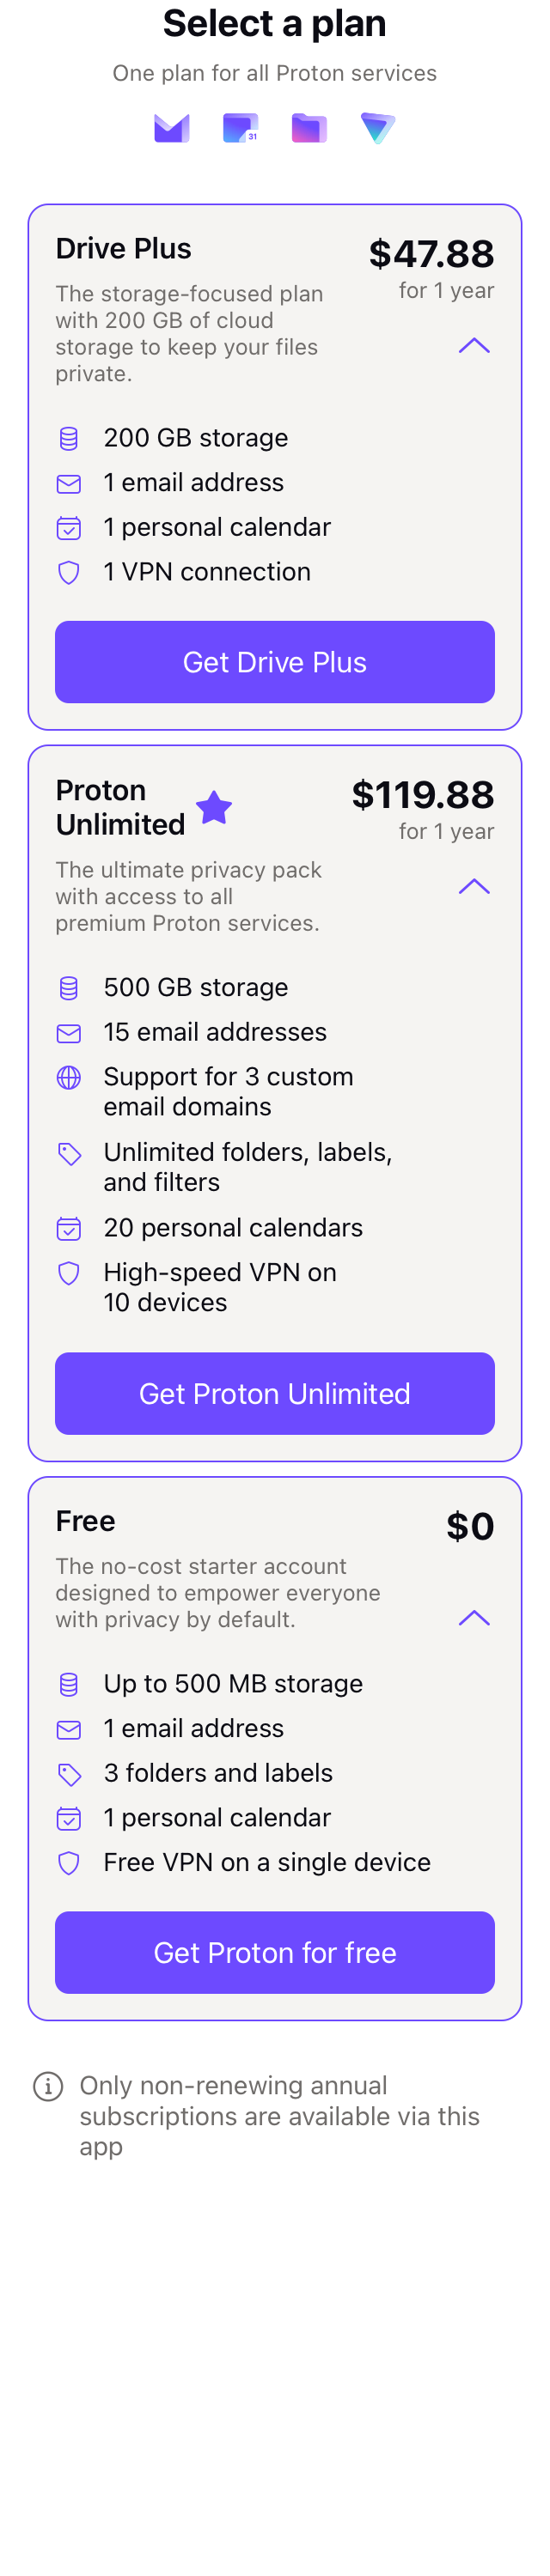 Select a plan
One plan for all Proton services
31
Drive Plus
$47.88
for 1 year
The storage-focused plan
with 200 GB of cloud
storage to keep your files
private.
200 GB storage
1 email address
1 personal calendar
1 VPN connection
Get Drive Plus
Proton
Unlimited
$119.88
for 1 year
The ultimate privacy pack
with access to all
premium Proton services.
500 GB storage
15 email addresses
Support for 3 custom
email domains
Unlimited folders, labels,
and filters
20 personal calendars
High-speed VPN on
10 devices
Get Proton Unlimited
Free
$0
The no-cost starter account
designed to empower everyone
with privacy by default.
Up to 500 MB storage
1 email address
3 folders and labels
1 personal calendar
Free VPN on a single device
Get Proton for free
Only non-renewing annual
subscriptions are available via this
app